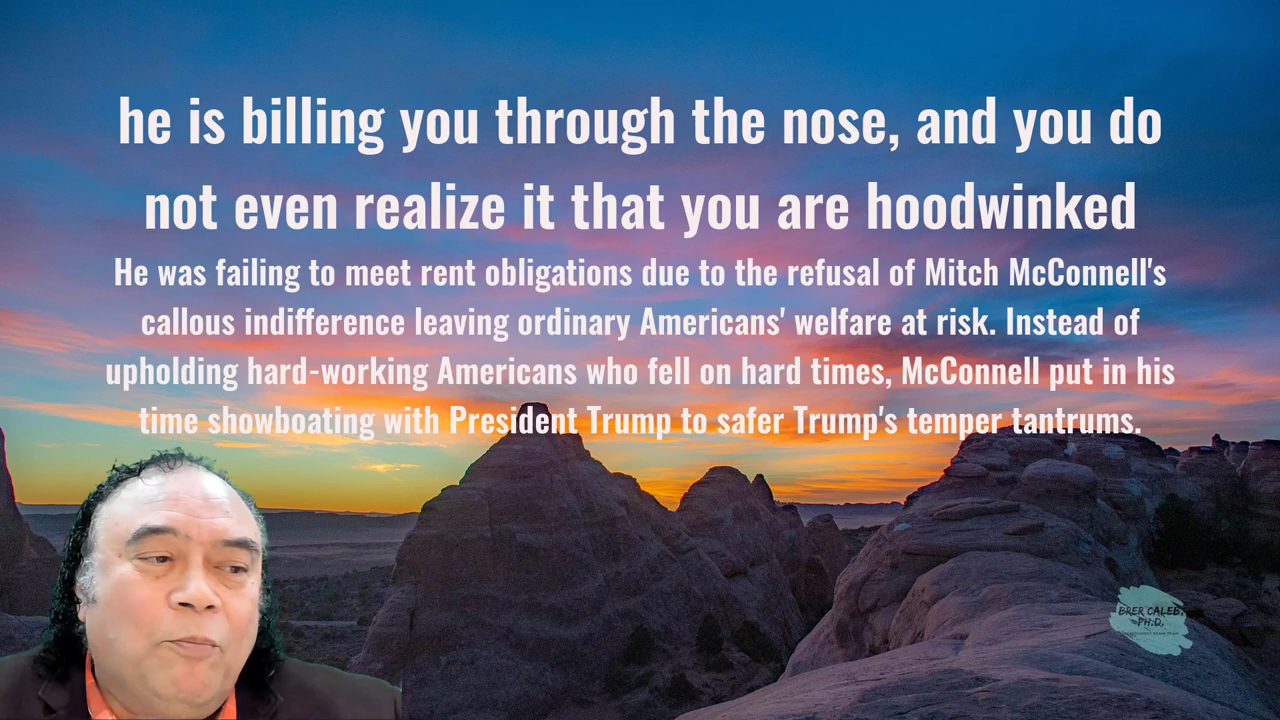 he is billing you through the nose, and you do
not even realize it that you are hoodwinked
He was failing to meet rent obligations due to the refusal of Mitch McConnell's
callous indifference leaving ordinary Americans' welfare at risk. Instead of
upholding hard-working Americans who fell on hard times, McConnell put in his
time showboating with President Trump to safer Trump's temper tantrums.
BRER CALEB,
PH.D.